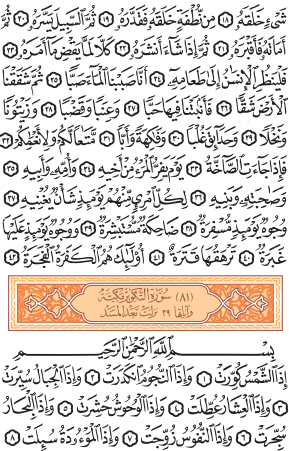 شَىْءٍ خَلَقَهُۥ ۝١٨ مِن نُّطْفَةٍ خَلَقَهُۥ فَقَدَّرَهُۥ ۝١٩ ثُمَّ ٱلسَّبِيلَ يَسَّرَهُۥ ۝٢٠ ثُمَّ
أَمَاتَهُۥ فَأَقْبَرَهُۥ ۝٢١ ثُمَّ إِذَا شَآءَ أَنشَرَهُۥ ۝٢٢ كَلَّا لَمَّا يَقْضِ مَآ أَمَرَهُۥ ۝٢٣
فَلْيَنظُرِ ٱلْإِنسَٰنُ إِلَىٰ طَعَامِهِۦٓ ۝٢٤ أَنَّا صَبَبْنَا ٱلْمَآءَ صَبًّا ۝٢٥ ثُمَّ شَقَقْنَا
ٱلْأَرْضَ شَقًّا ۝٢٦ فَأَنۢبَتْنَا فِيهَا حَبًّا ۝٢٧ وَعِنَبًا وَقَضْبًا ۝٢٨ وَزَيْتُونًا
وَنَخْلًا ۝٢٩ وَحَدَآئِقَ غُلْبًا ۝٣٠ وَفَٰكِهَةً وَأَبًّا ۝٣١ مَّتَٰعًا لَّكُمْ وَلِأَنْعَٰمِكُمْ ۝٣٢
فَإِذَا جَآءَتِ ٱلصَّآخَّةُ ۝٣٣ يَوْمَ يَفِرُّ ٱلْمَرْءُ مِنْ أَخِيهِ ۝٣٤ وَأُمِّهِۦ وَأَبِيهِ ۝٣٥
وَصَٰحِبَتِهِۦ وَبَنِيهِ ۝٣٦ لِكُلِّ ٱمْرِئٍ مِّنْهُمْ يَوْمَئِذٍ شَأْنٌ يُغْنِيهِ ۝٣٧
وُجُوهٌ يَوْمَئِذٍ مُّسْفِرَةٌ ۝٣٨ ضَاحِكَةٌ مُّسْتَبْشِرَةٌ ۝٣٩ وَوُجُوهٌ يَوْمَئِذٍ عَلَيْهَا
غَبَرَةٌ ۝٤٠ تَرْهَقُهَا قَتَرَةٌ ۝٤١ أُو۟لَٰٓئِكَ هُمُ ٱلْكَفَرَةُ ٱلْفَجَرَةُ ۝٤٢
(٨١) سُورَةُ التَّكْوِيرِ مَكِّيَّة
وَآيَاتُهَا ٢٩ نَزَلَتْ بَعْدَ الْمَسَد
بِسْمِ ٱللَّهِ ٱلرَّحْمَٰنِ ٱلرَّحِيمِ
إِذَا ٱلشَّمْسُ كُوِّرَتْ ۝١ وَإِذَا ٱلنُّجُومُ ٱنكَدَرَتْ ۝٢ وَإِذَا ٱلْجِبَالُ سُيِّرَتْ
۝٣ وَإِذَا ٱلْعِشَارُ عُطِّلَتْ ۝٤ وَإِذَا ٱلْوُحُوشُ حُشِرَتْ ۝٥ وَإِذَا ٱلْبِحَارُ
سُجِّرَتْ ۝٦ وَإِذَا ٱلنُّفُوسُ زُوِّجَتْ ۝٧ وَإِذَا ٱلْمَوْءُۥدَةُ سُئِلَتْ ۝٨